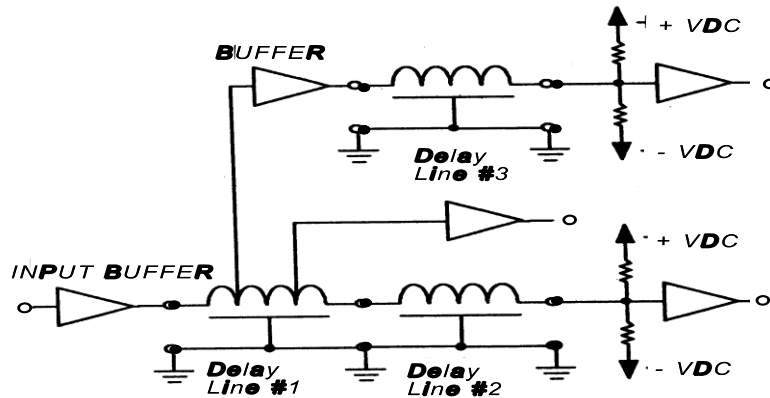 BUFFER
+ VDC
Delay
Line #3
- VDC
INPUT BUFFER
+ VDC
Delay
Line #1
Delay
Line #2
- VDC